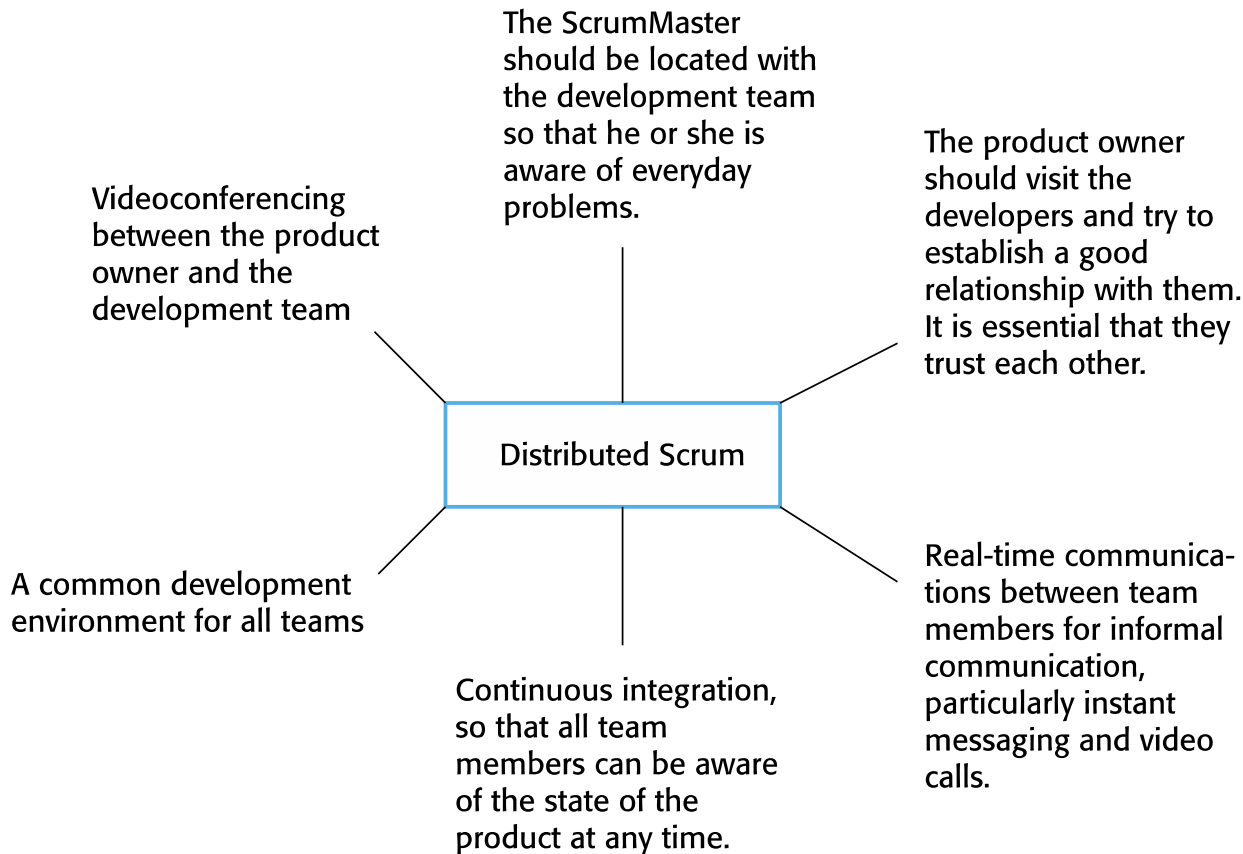 The ScrumMaster
should be located with
the development team
so that he or she is
aware of everyday
problems.
The product owner
should visit the
developers and try to
establish a good
relationship with them.
It is essential that they
trust each other.
Videoconferencing
between the product
owner and the
development team
Distributed Scrum
A common development
environment for all teams
Real-time communica-
tions between team
members for informal
communication,
particularly instant
messaging and video
calls.
Continuous integration,
so that all team
members can be aware
of the state of the
product at any time.